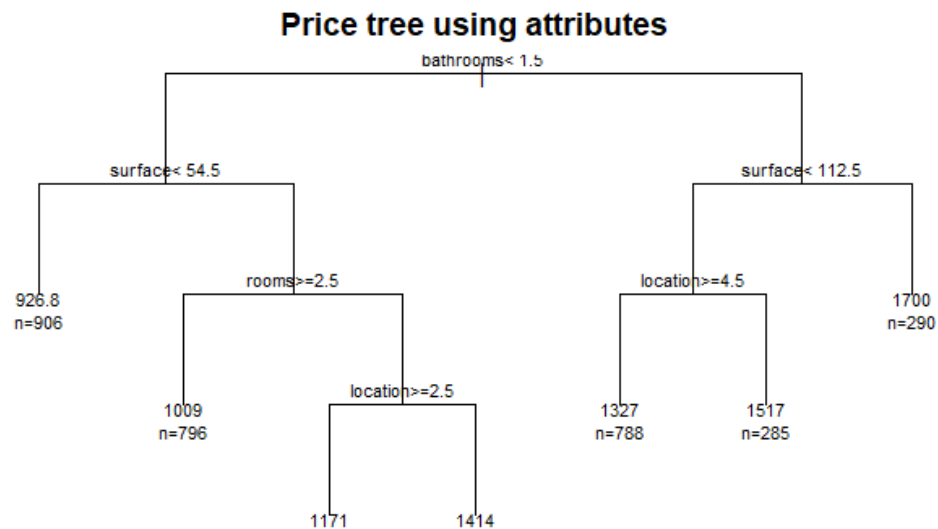 Price tree using attributes
bathrooms< 1.5
surface< 54.5
surface< 112.5
rooms>=2.5
location>=4.5
926.8
n=906
1700
n=290
location>=2.5
1009
n=796
1327
n=788
1517
n=285
1171
1414